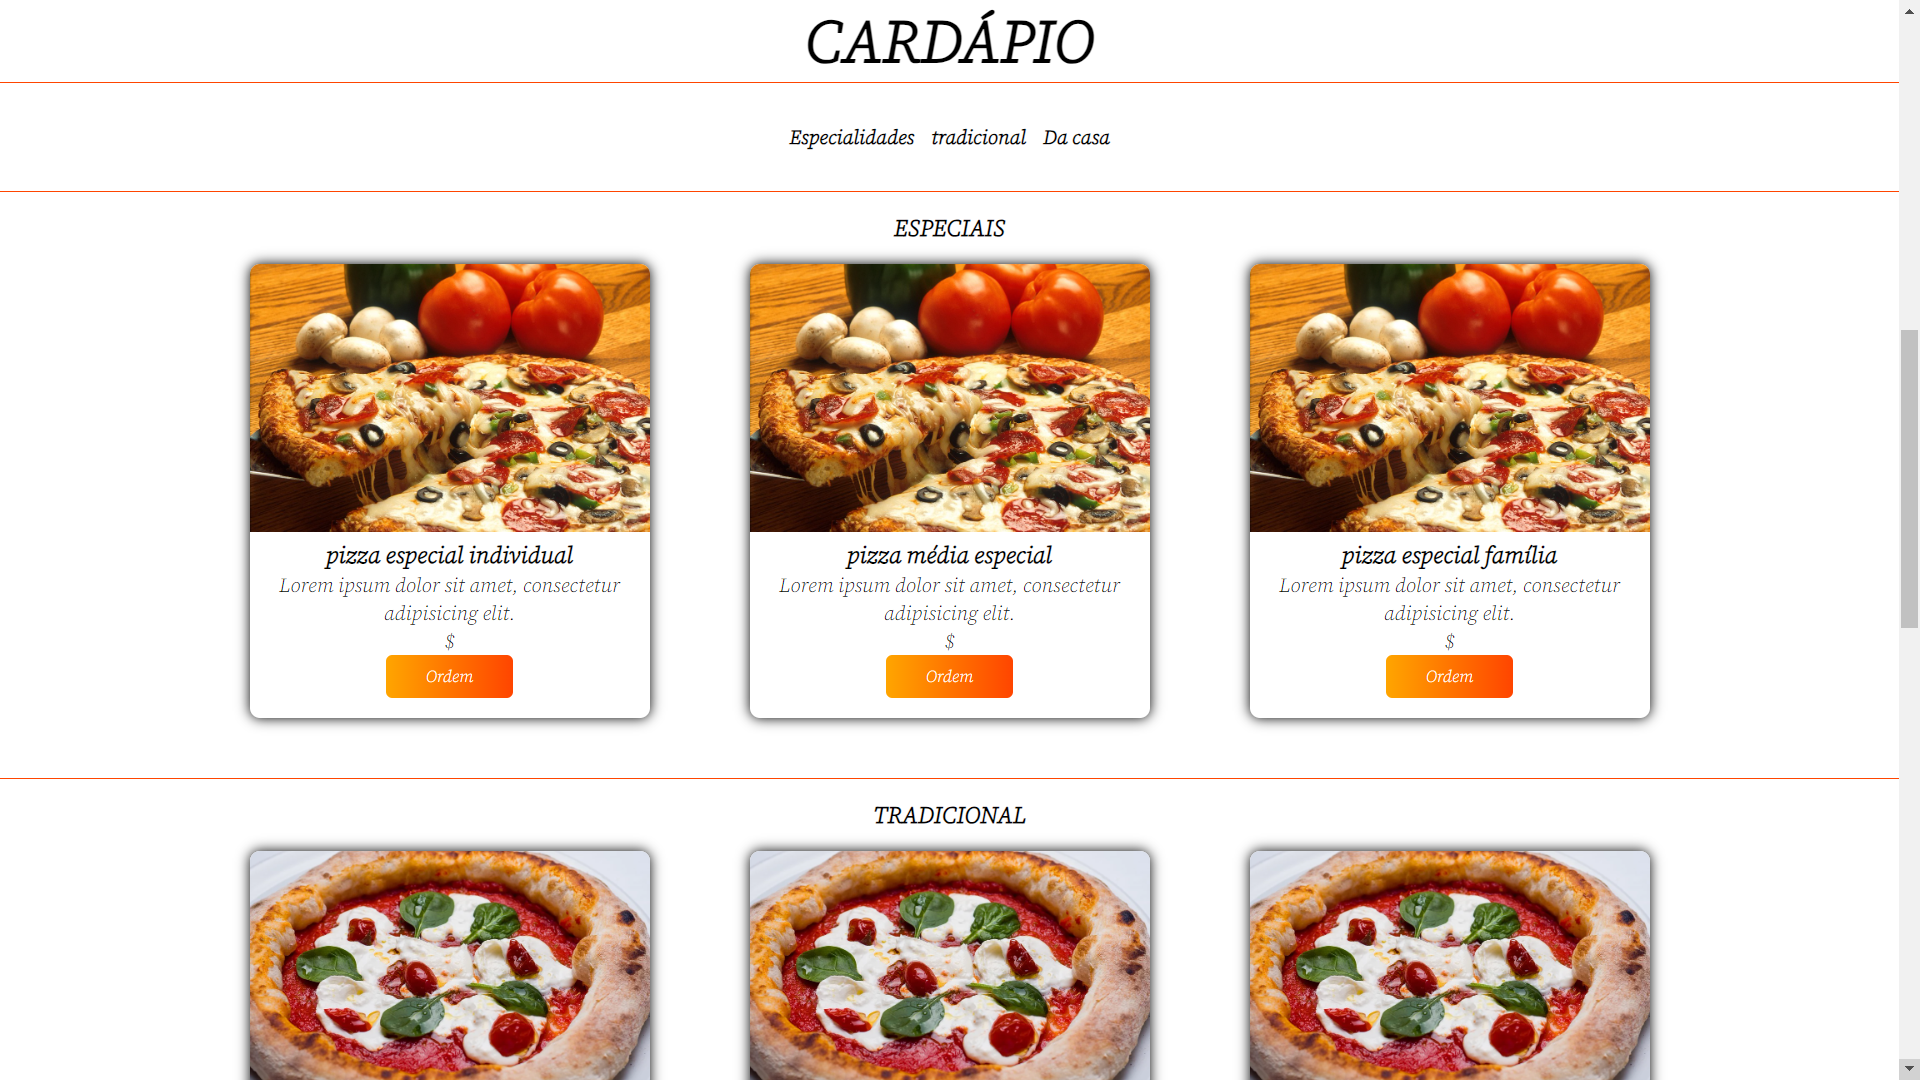 CARDÁPIO
Especialidades tradicional Da casa
ESPECIAIS
pizza especial individual
Lorem ipsum dolor sit amet, consectetur
adipisicing elit.
$
Ordem
pizza média especial
Lorem ipsum dolor sit amet, consectetur
adipisicing elit.
$
Ordem
pizza especial família
Lorem ipsum dolor sit amet, consectetur
adipisicing elit.
$
Ordem
TRADICIONAL